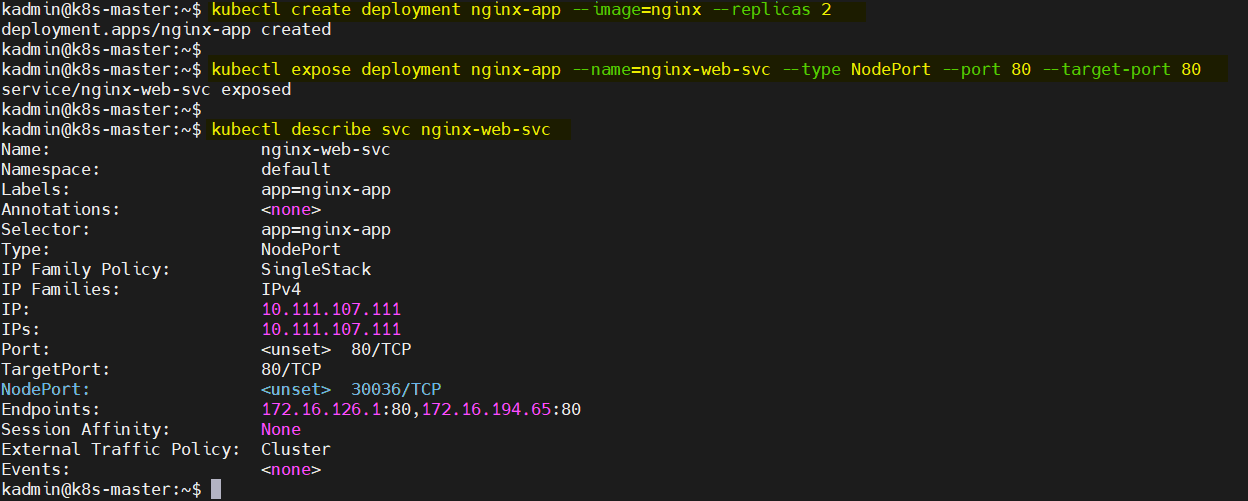 kadmin@k8s-master:~$ kubectl create deployment nginx-app --image=nginx --replicas 2
deployment.apps/nginx-app created
kadmin@k8s-master:~$
kadmin@k8s-master:~$ kubectl expose deployment nginx-app --name=nginx-web-svc --type NodePort --port 80 --target-port 80
service/nginx-web-svc exposed
kadmin@k8s-master:~$
kadmin@k8s-master:~$ kubectl describe svc nginx-web-svc
Name:                     nginx-web-svc
Namespace:                default
Labels:                   app=nginx-app
Annotations:              <none>
Selector:                 app=nginx-app
Type:                     NodePort
IP Family Policy:         SingleStack
IP Families:              IPv4
IP:                       10.111.107.111
IPs:                      10.111.107.111
Port:                     <unset>  80/TCP
TargetPort:               80/TCP
NodePort:                 <unset>  30036/TCP
Endpoints:                172.16.126.1:80,172.16.194.65:80
Session Affinity:         None
External Traffic Policy:  Cluster
Events:                   <none>
kadmin@k8s-master:~$